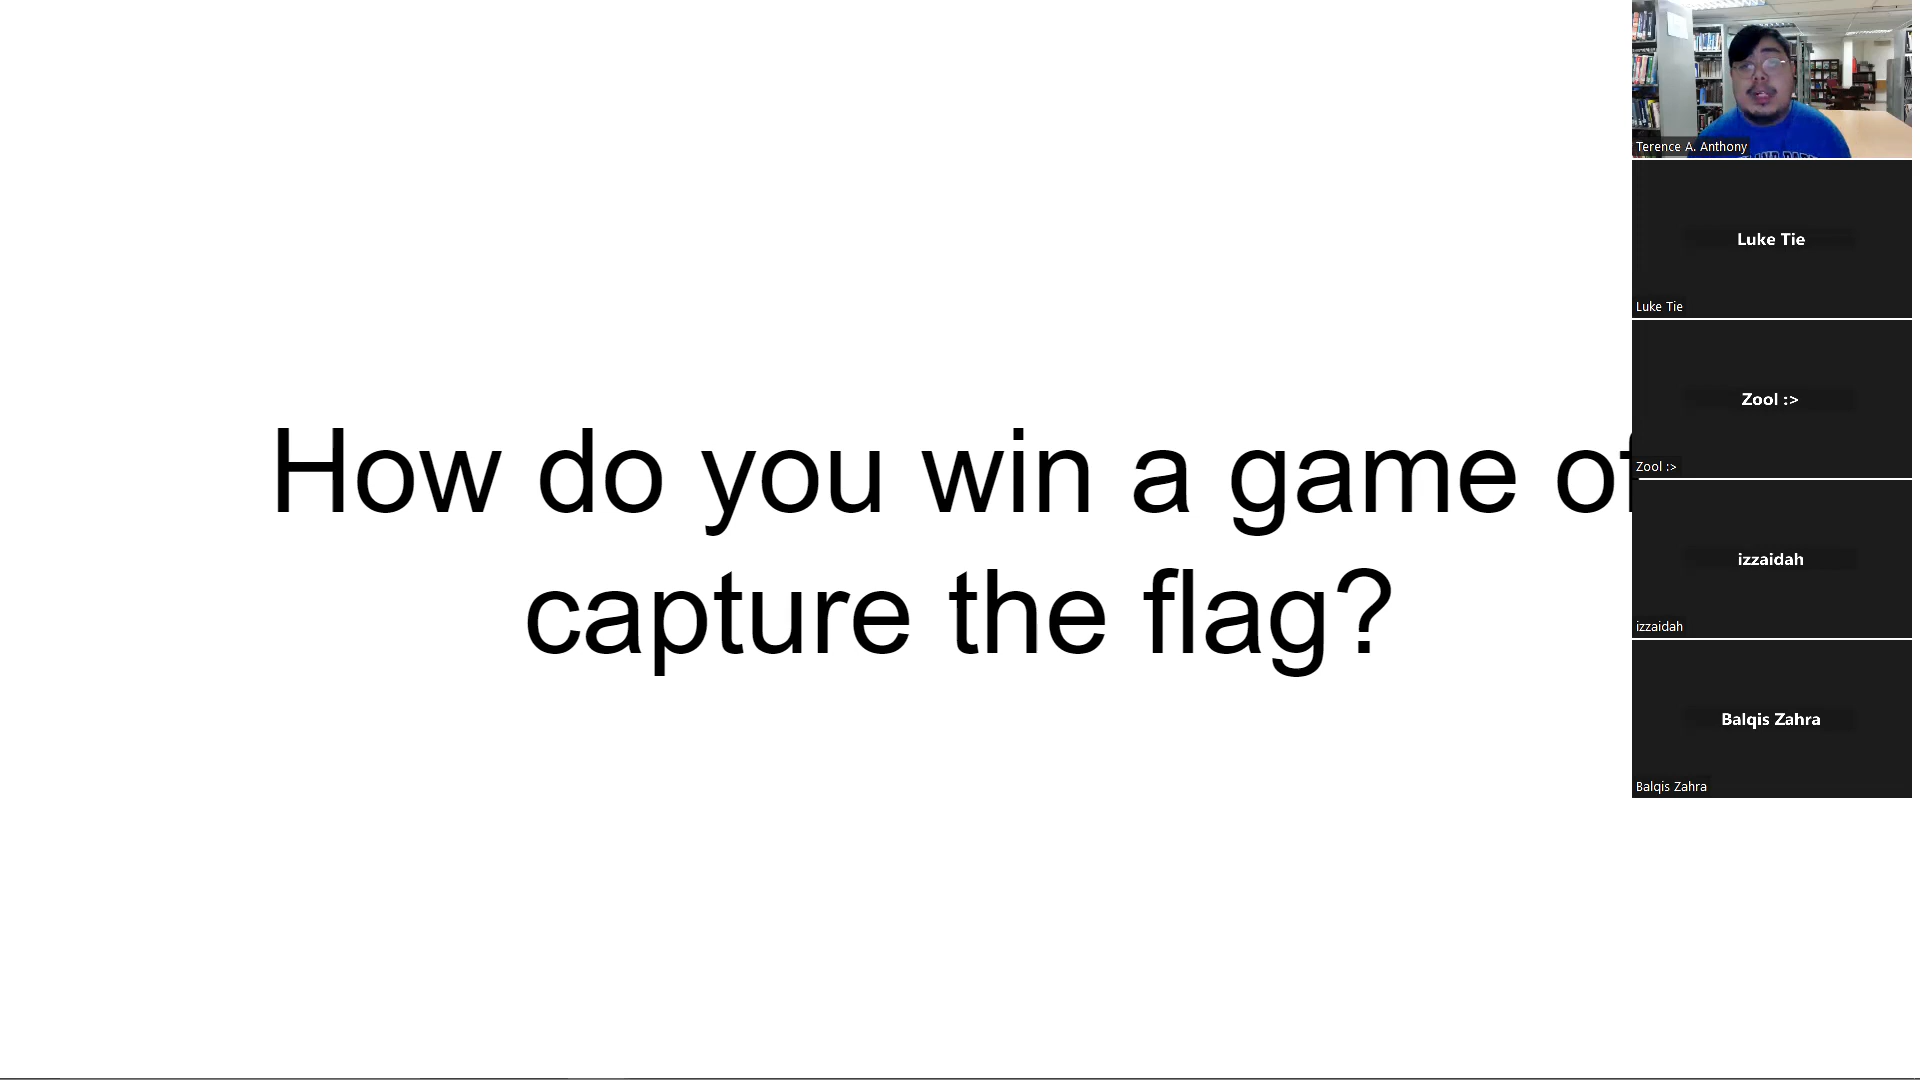 How do you win a game of
capture the flag?
Terence A. Anthony
Luke Tie
Luke Tie
Zool :>
Zool :>
izzaidah
izzaidah
Balqis Zahra
Balqis Zahra